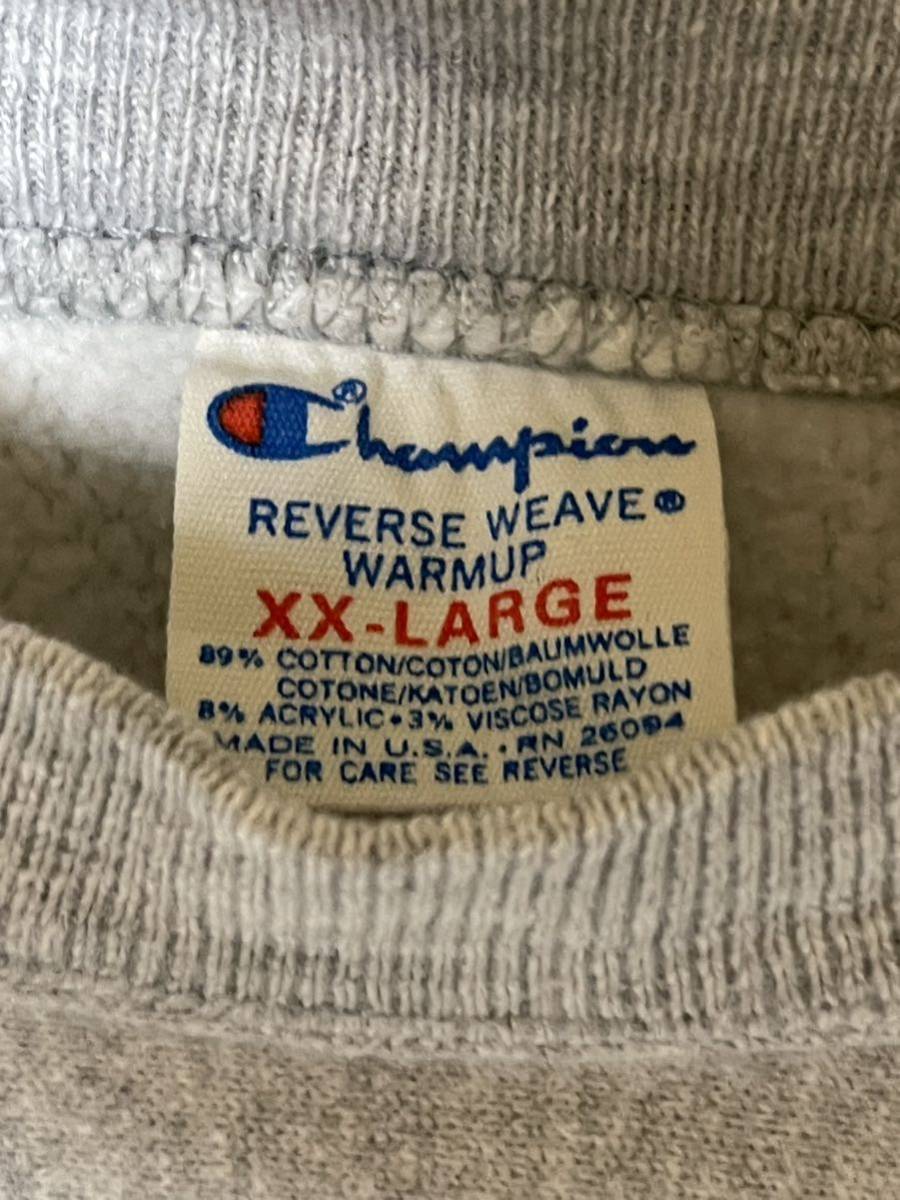 Champion®
REVERSE WEAVE®
WARMUP
XX-LARGE
89% COTTON/COTON/BAUMWOLLE
COTONE/KATOEN/BOMULD
8% ACRYLIC•3% VISCOSE RAYON
MADE IN U.S.A. • RN 26094
FOR CARE SEE REVERSE